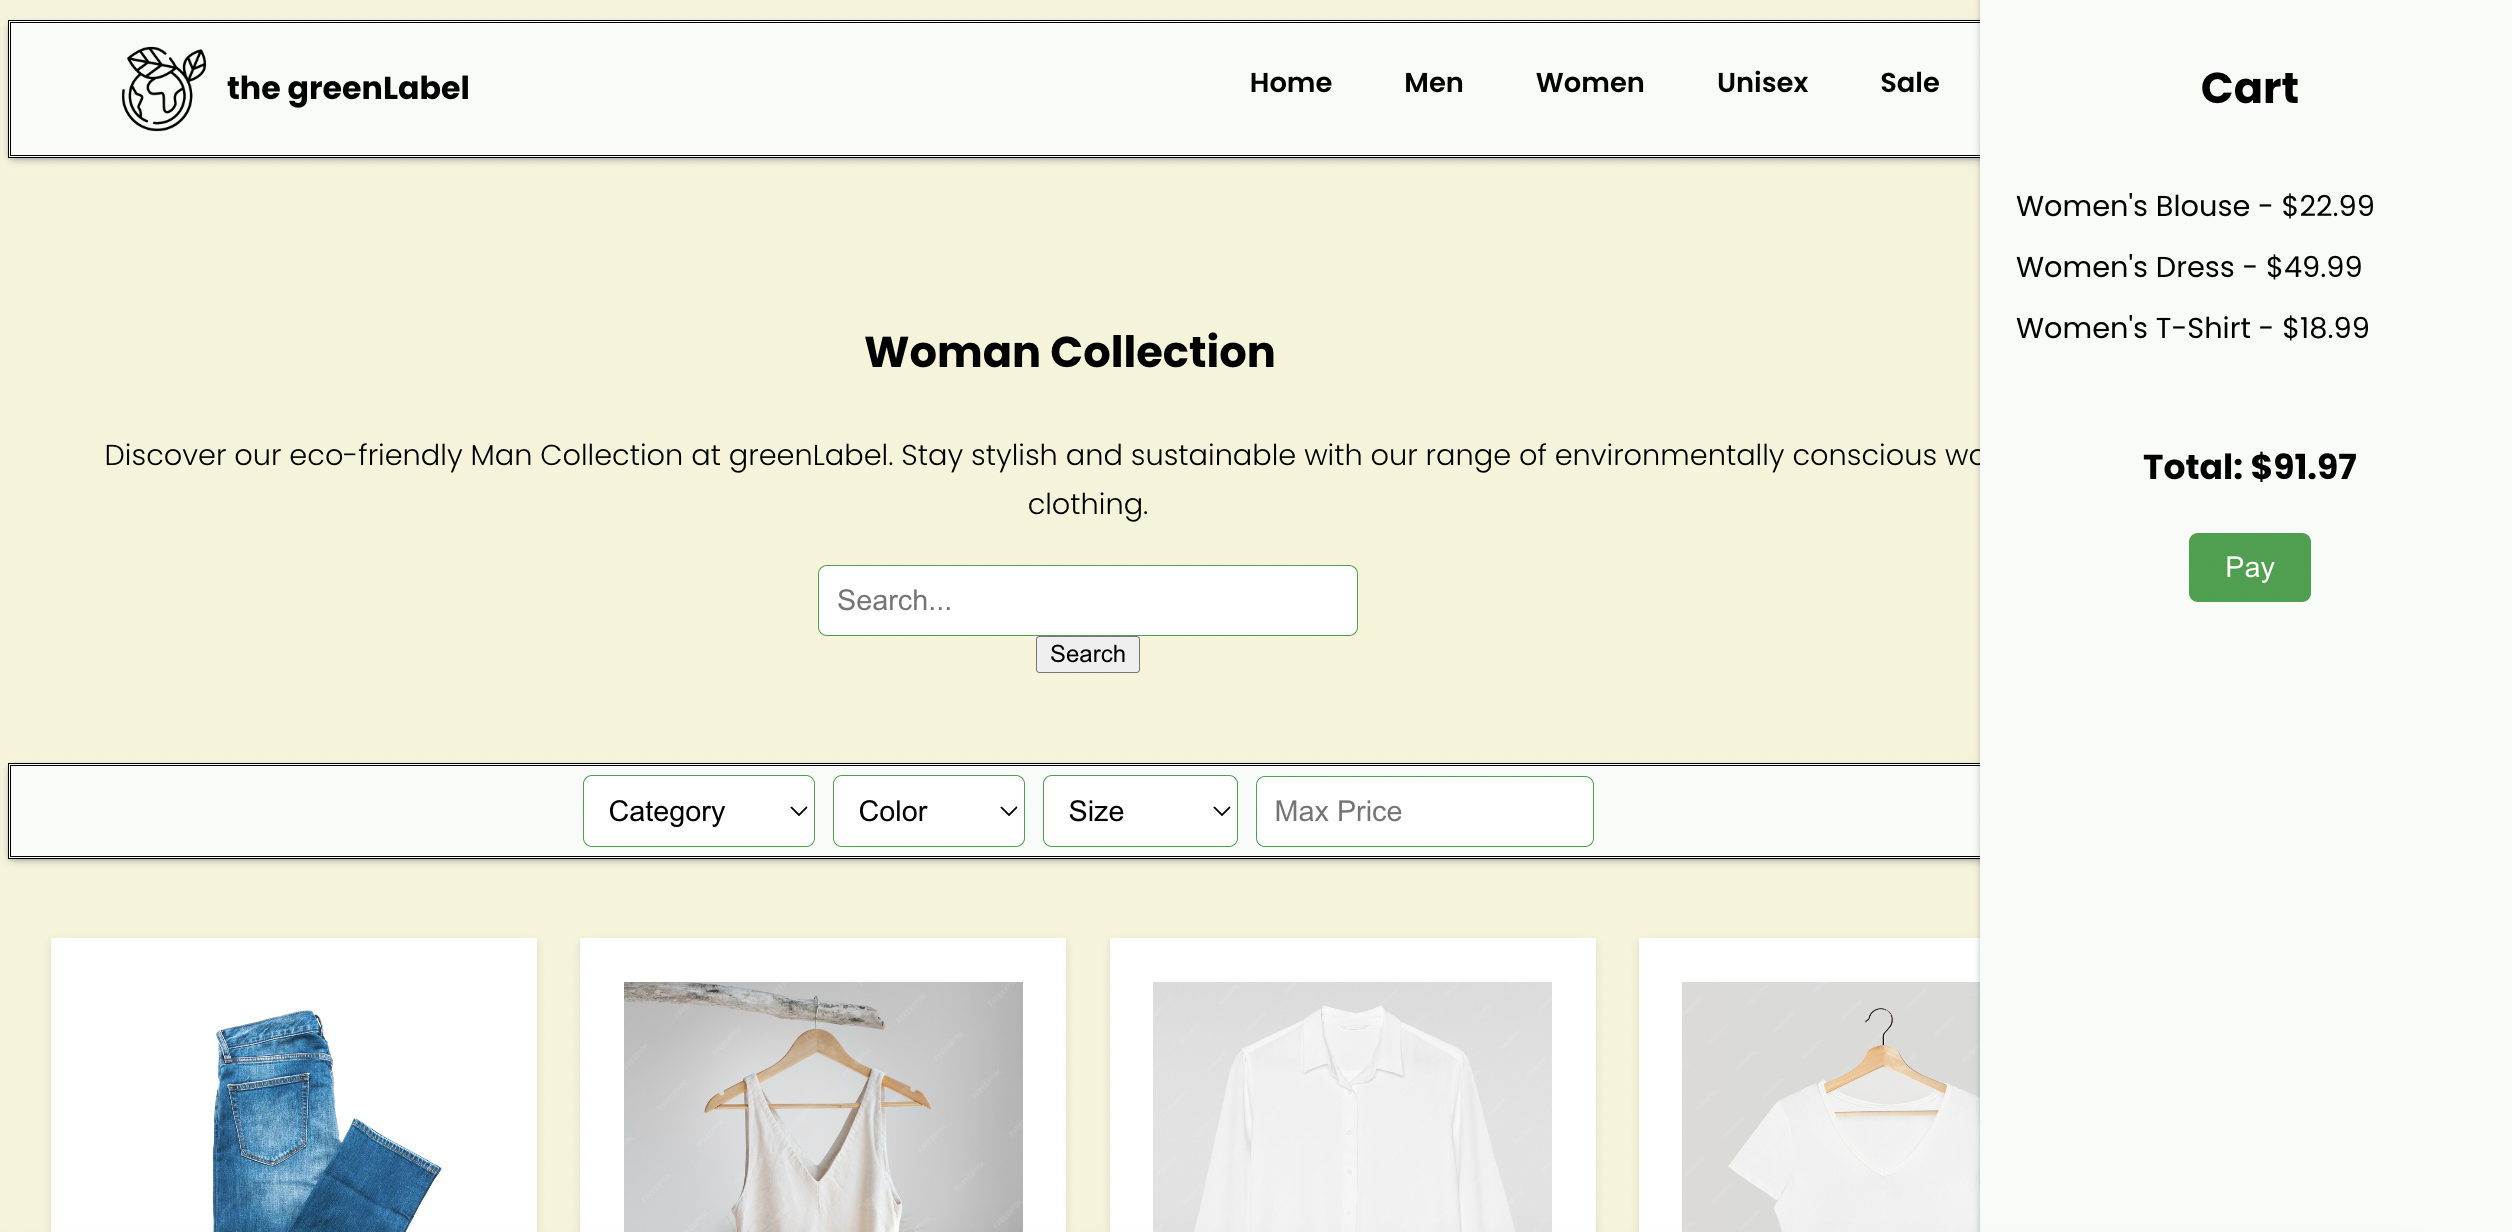 the greenLabel
Home Men Women Unisex Sale
Woman Collection
Discover our eco-friendly Man Collection at greenLabel. Stay stylish and sustainable with our range of environmentally conscious
clothing.
Search...
Search
Category Color Size Max Price
Cart
Women's Blouse - $22.99
Women's Dress - $49.99
Women's T-Shirt - $18.99
Total: $91.97
Pay